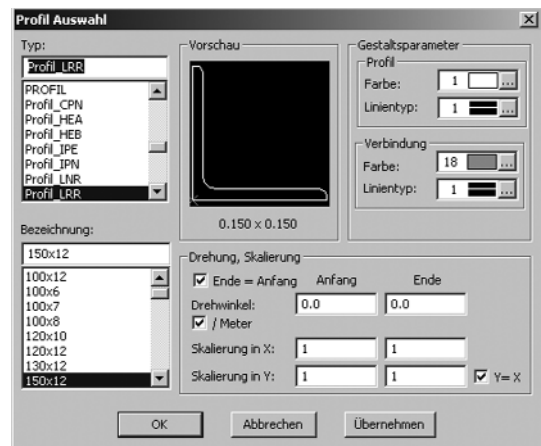 Profil Auswahl
Typ:
Profil_LRR
PROFIL
Profil_CPN
Profil_HEA
Profil_HEB
Profil_IPE
Profil_IPN
Profil_LNR
Profil_LRR
Bezeichnung:
150x12
100x12
100x6
100x7
100x8
120x10
120x12
130x12
150x12
Vorschau
0.150 x 0.150
Gestaltsparameter
Profil
Farbe: 1 ...
Linientyp: 1 ...
Verbindung
Farbe: 18 ...
Linientyp: 1 ...
Drehung, Skalierung
Ende = Anfang Anfang Ende
Drehwinkel: 0.0 0.0
/ Meter
Skalierung in X: 1 1
Skalierung in Y: 1 1 Y= X
OK Abbrechen Übernehmen